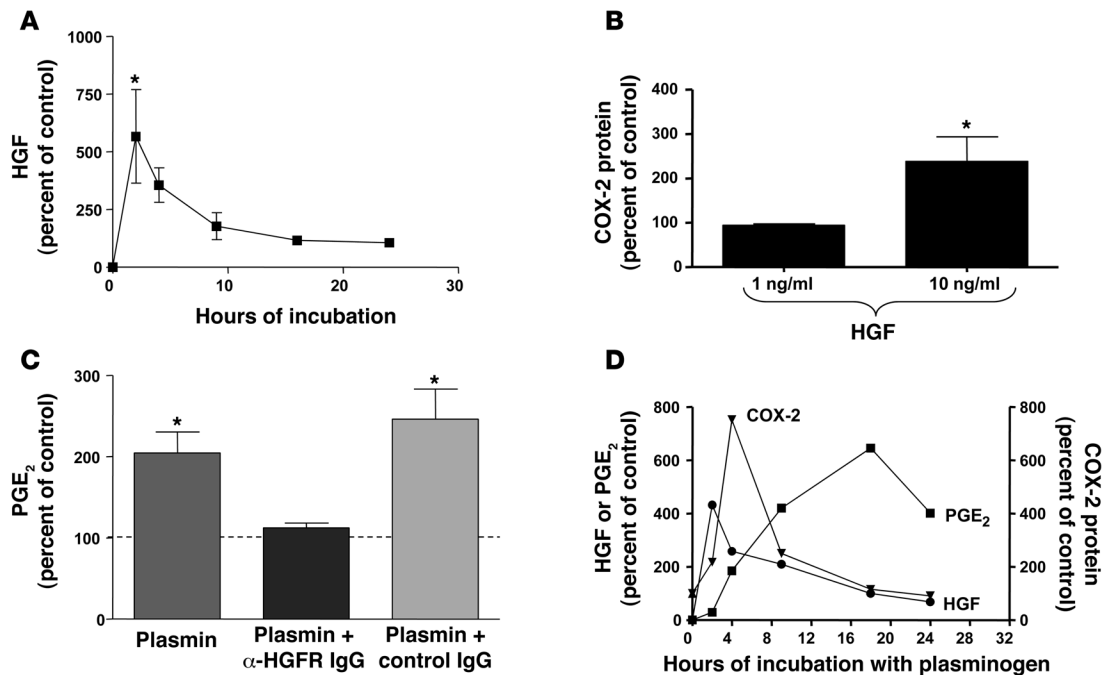 A
HGF
(percent of control)
1000
750
500
250
0
*
0
10
20
30
Hours of incubation
B
COX-2 protein
(percent of control)
400
300
200
100
0
*
1 ng/ml
10 ng/ml
HGF
C
PGE2
(percent of control)
300
200
100
0
*
*
Plasmin
Plasmin +
α-HGFR IgG
Plasmin +
control IgG
D
HGF or PGE2
(percent of control)
800
600
400
200
0
COX-2
PGE2
HGF
800
600
400
200
0
COX-2 protein
(percent of control)
0
4
8
12
16
20
24
28
32
Hours of incubation with plasminogen